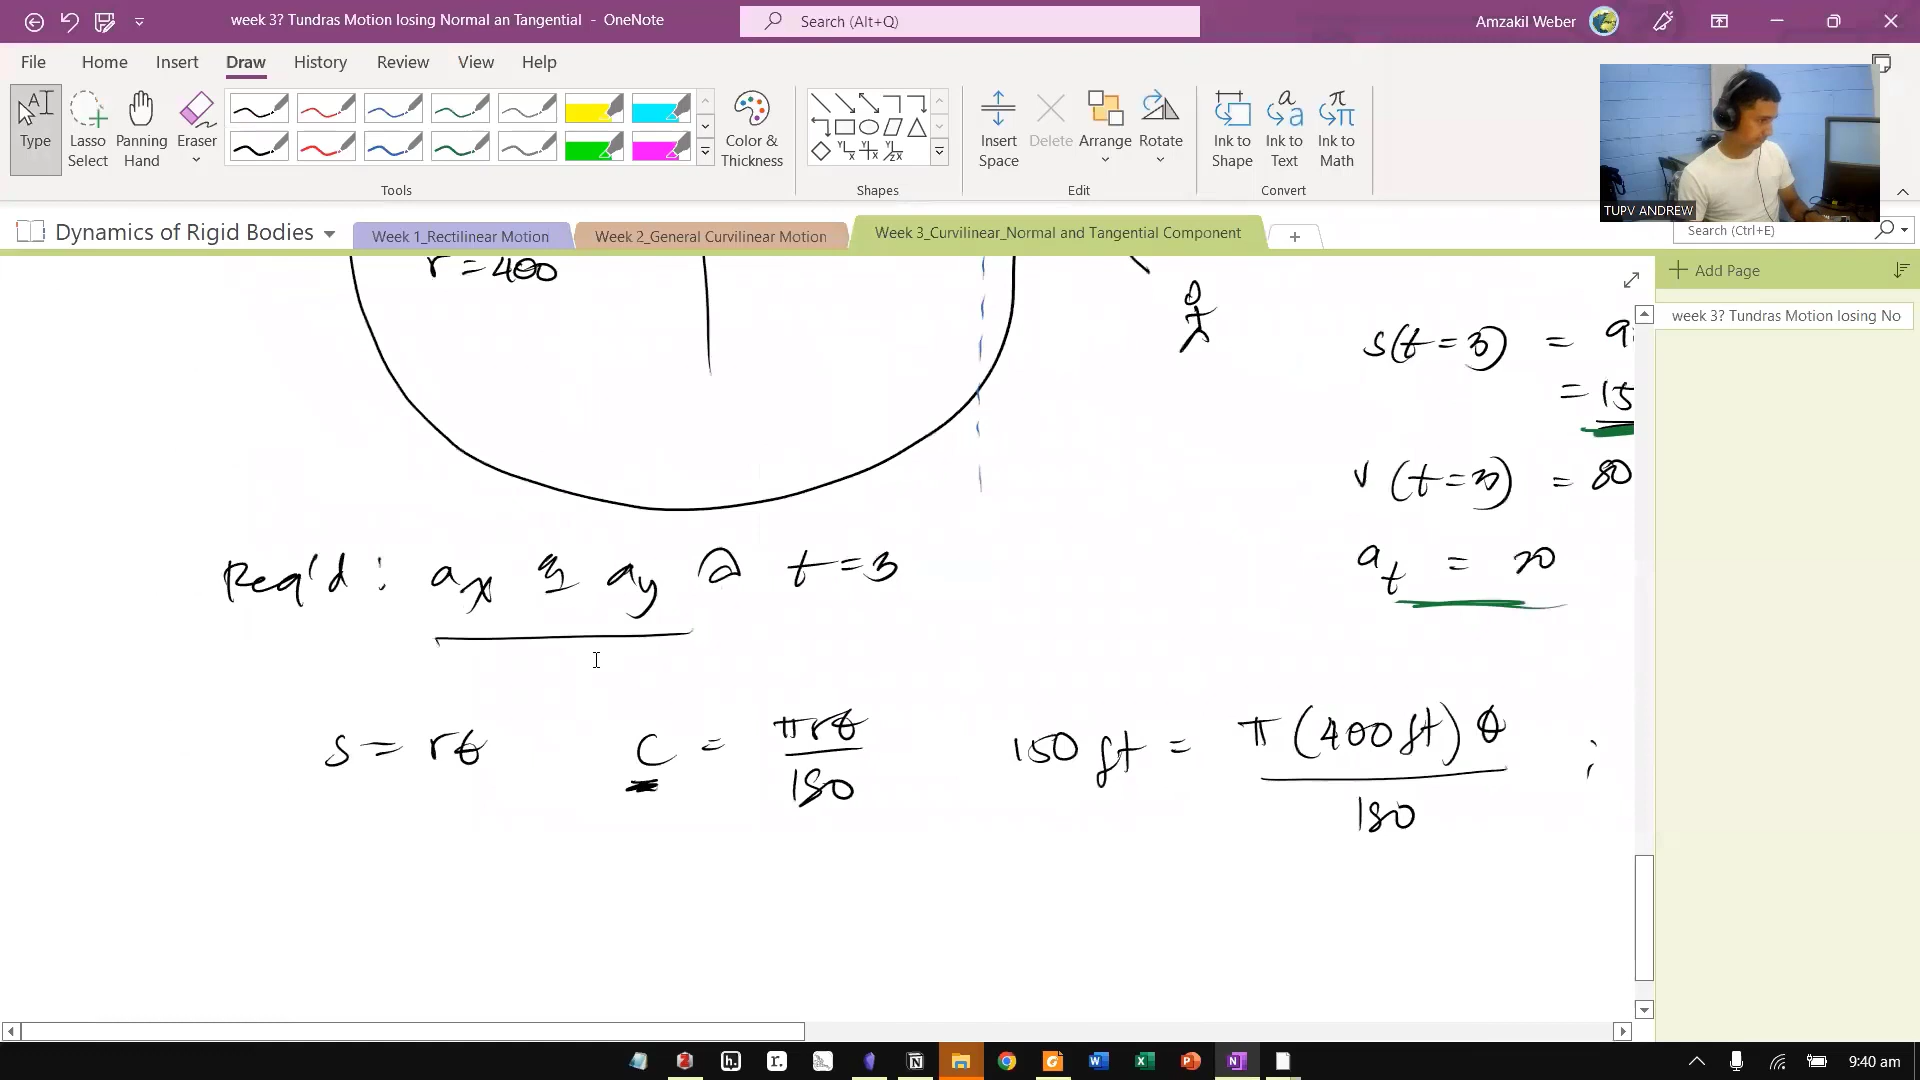 week 3? Tundras Motion losing Normal an Tangential - OneNote
Search (Alt+Q)
Amzakil Weber
File Home Insert Draw History Review View Help
Type
Lasso Select
Panning Hand
Eraser
Color & Thickness
Insert Space
Delete
Arrange
Rotate
Ink to Shape
Ink to Text
Ink to Math
Tools
Shapes
Edit
Convert
TUPV ANDREW
Dynamics of Rigid Bodies
Week 1_Rectilinear Motion
Week 2_General Curvilinear Motion
Week 3_Curvilinear_Normal and Tangential Component
Search (Ctrl+E)
Add Page
week 3? Tundras Motion losing No
r = 400
s(t=3) = 9
= 15
v (t=3) = 80
a_t = 20
Req'd : ax & ay @ t=3
s = rθ
C = πrθ / 180
150 ft = π (400 ft) θ / 180 ;
9:40 am